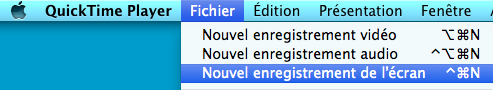 QuickTime Player Fichier Édition Présentation Fenêtre
Nouvel enregistrement vidéo ⌥⌘N
Nouvel enregistrement audio ^⌥⌘N
Nouvel enregistrement de l'écran ^⌘N